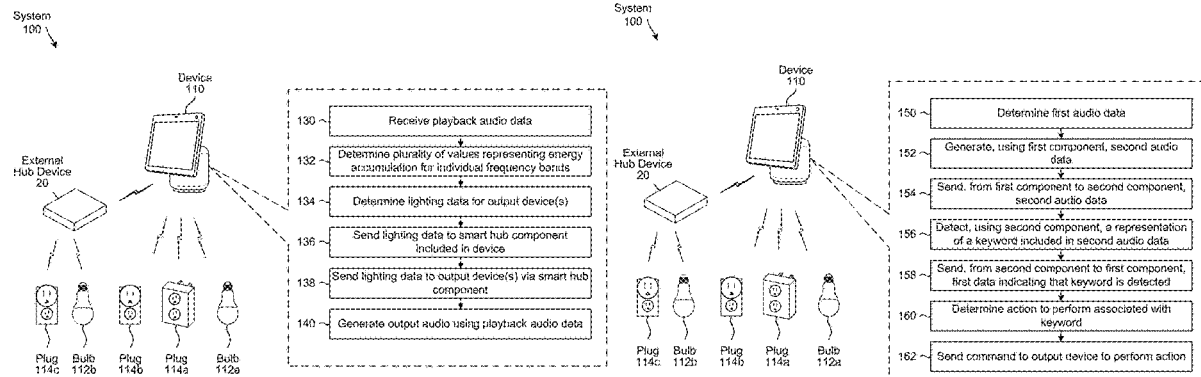 System
100
Device
110
External
Hub Device
20
130
Receive playback audio data
132
Determine plurality of values representing energy
accumulation for individual frequency bands
134
Determine lighting data for output device(s)
136
Send lighting data to smart hub component
included in device
138
Send lighting data to output device(s) via smart hub
component
140
Generate output audio using playback audio data
Plug
114c
Bulb
112b
Plug
114b
Plug
114a
Bulb
112a
System
100
Device
110
External
Hub Device
20
150
Determine first audio data
152
Generate, using first component, second audio
data
154
Send, from first component to second component,
second audio data
156
Detect, using second component, a representation
of a keyword included in second audio data
158
Send, from second component to first component,
first data indicating that keyword is detected
160
Determine action to perform associated with
keyword
162
Send command to output device to perform action
Plug
114c
Bulb
112b
Plug
114b
Plug
114a
Bulb
112a